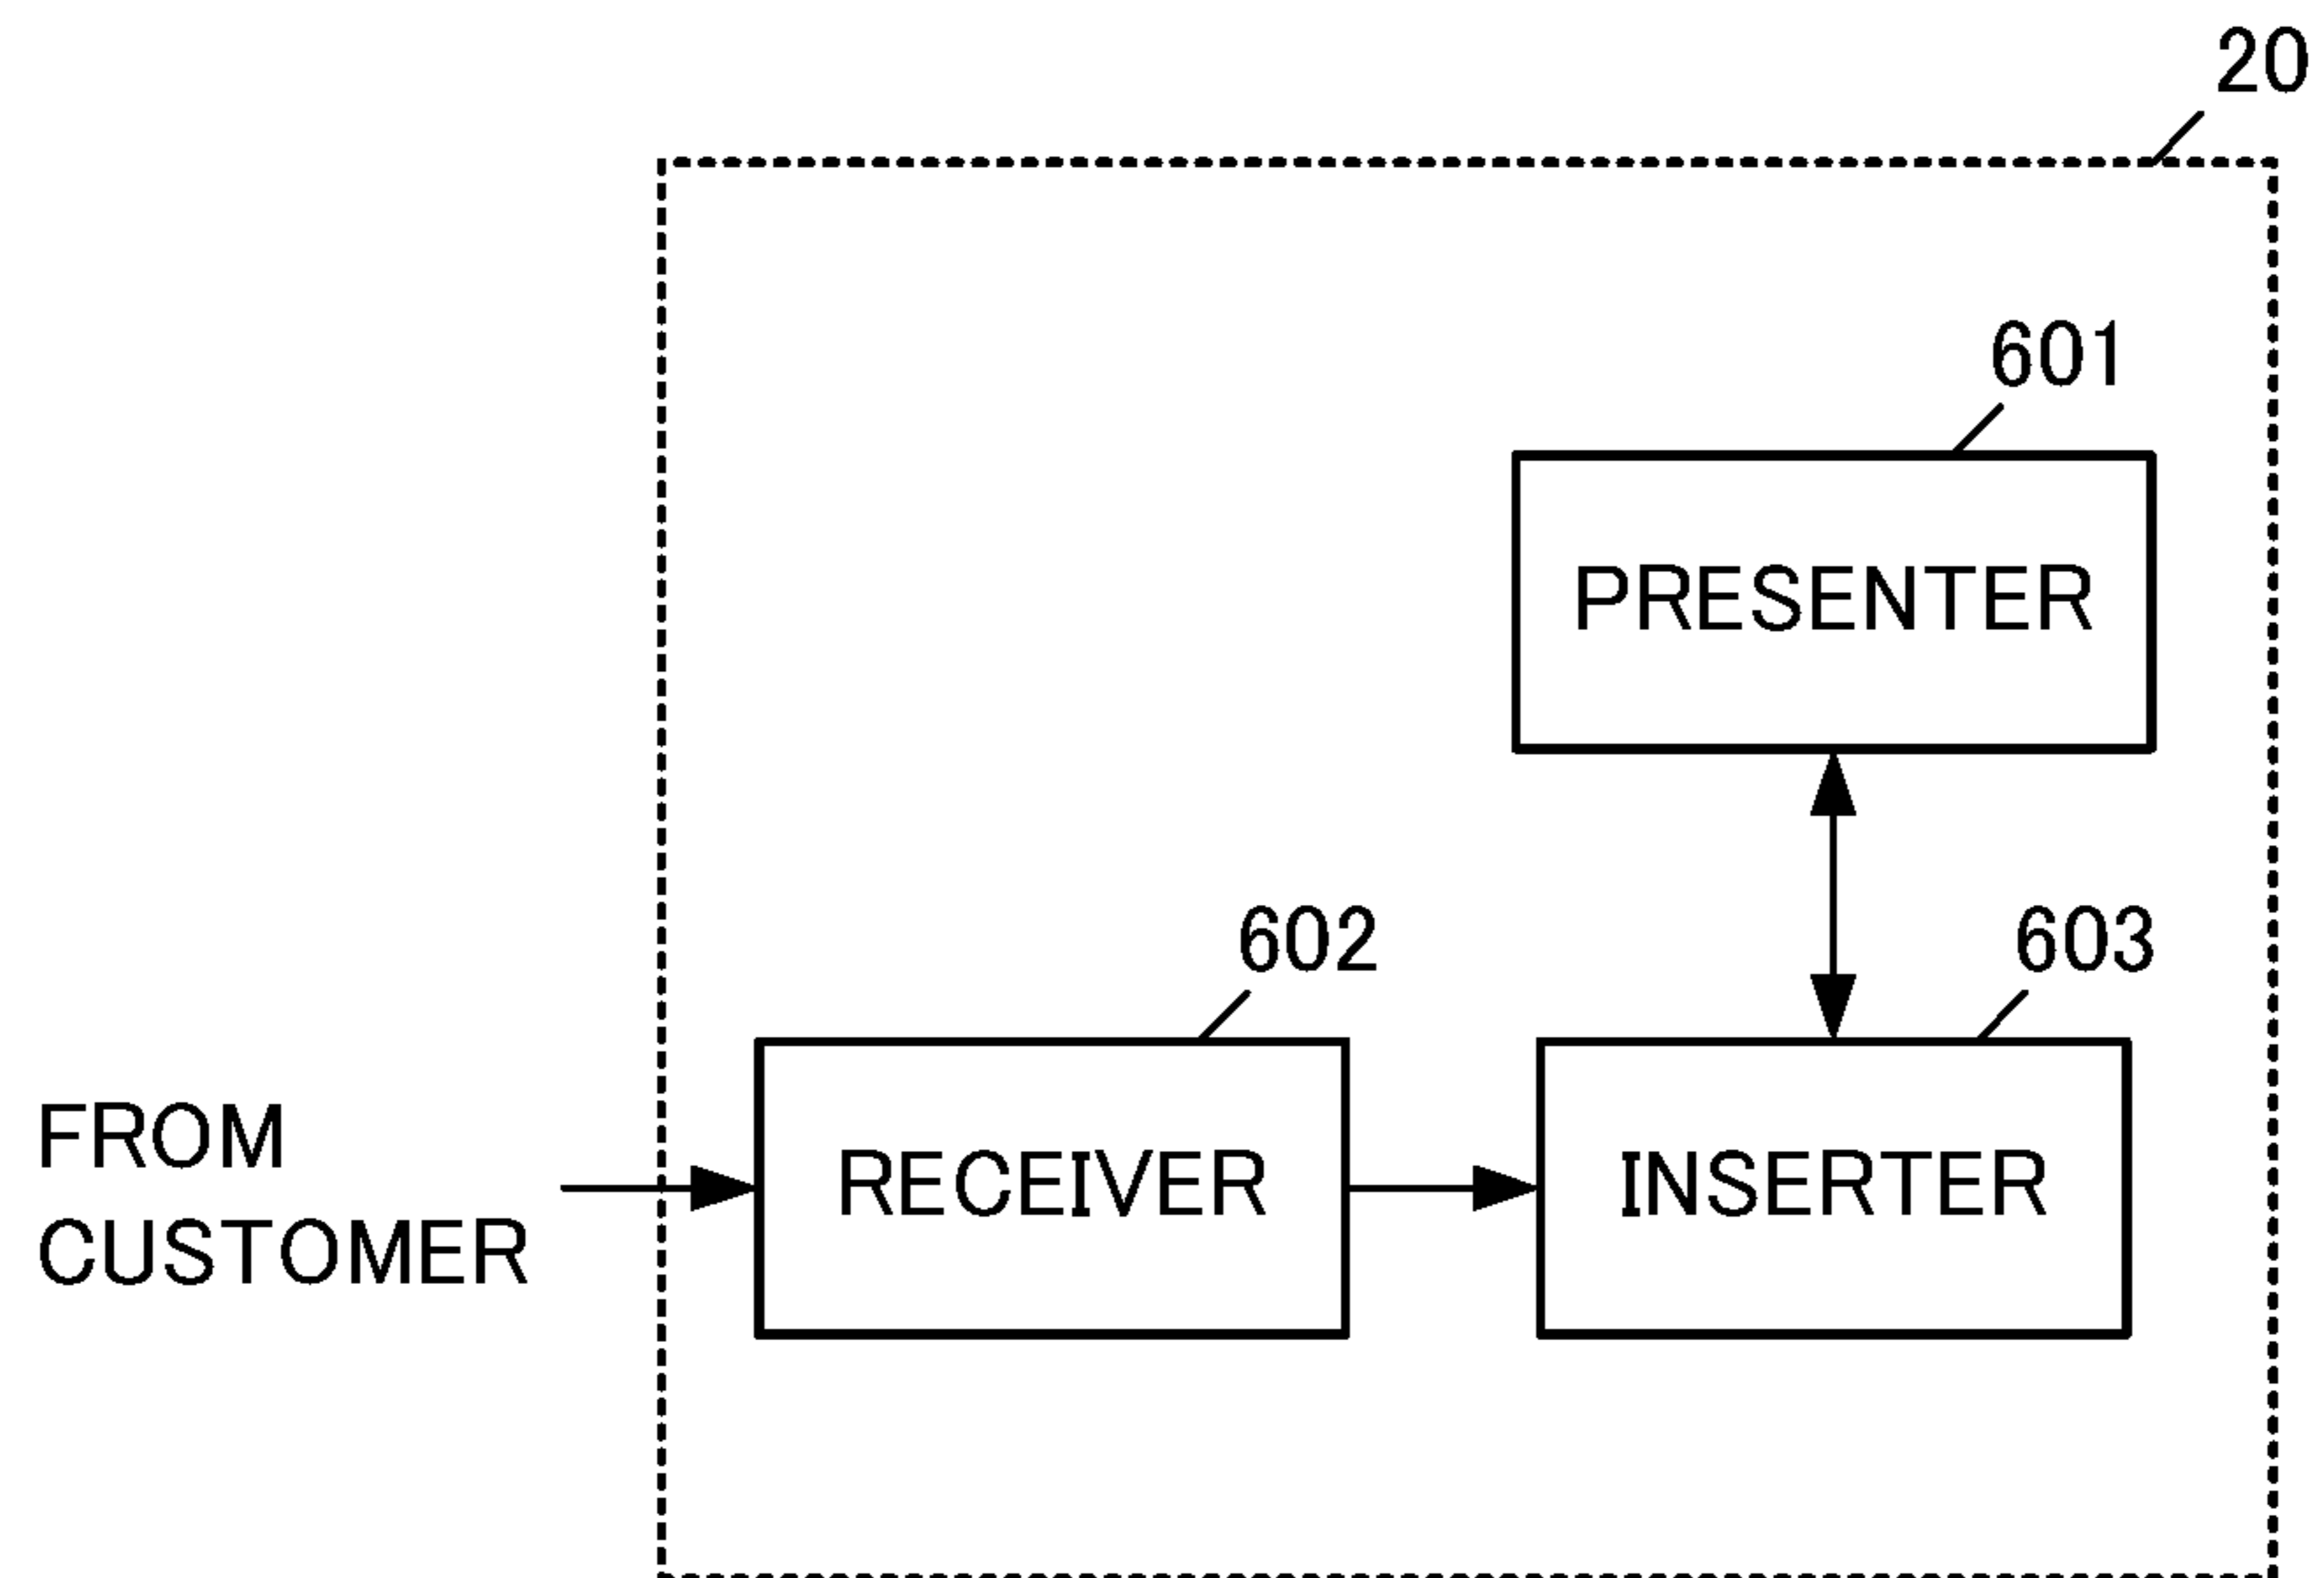 20
601
PRESENTER
602
603
FROM
CUSTOMER
RECEIVER
INSERTER